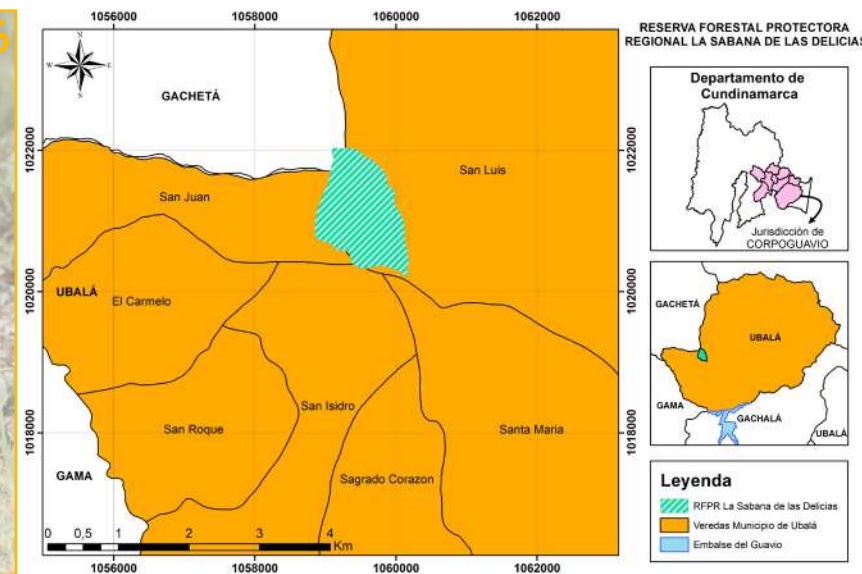 S
1056000 1058000 1060000 1062000
N
W E
N
GACHETÁ
1022000
1022000
San Luis
San Juan
1020000
1020000
UBALÁ
El Carmelo
San Isidro
San Roque
Santa Maria
1018000
1018000
GAMA
Sagrado Corazon
0 0,5 1 2 3 4
Km
1056000 1058000 1060000 1062000
RESERVA FORESTAL PROTECTORA
REGIONAL LA SABANA DE LAS DELICIAS
Departamento de
Cundinamarca
Jurisdicción de
CORPOGUAVIO
GACHETÁ
UBALÁ
GAMA
GACHALÁ
UBALÁ
Leyenda
RFPR La Sabana de las Delicias
Veredas Municipio de Ubalá
Embalse del Guavio